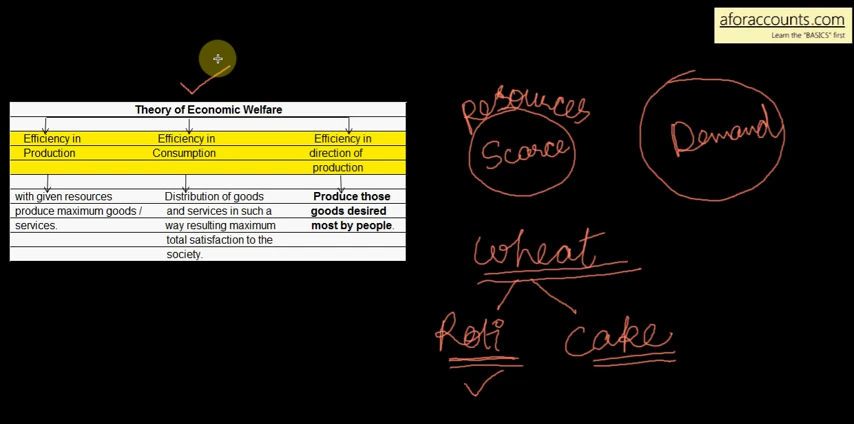 aforaccounts.com
Learn the "BASICS" first
Theory of Economic Welfare
Efficiency in
Production
Efficiency in
Consumption
Efficiency in
direction of
production
with given resources
produce maximum goods /
services.
Distribution of goods
and services in such a
way resulting maximum
total satisfaction to the
society.
Produce those
goods desired
most by people.
Resources
Scarce
Demand
Wheat
Roti
Cake